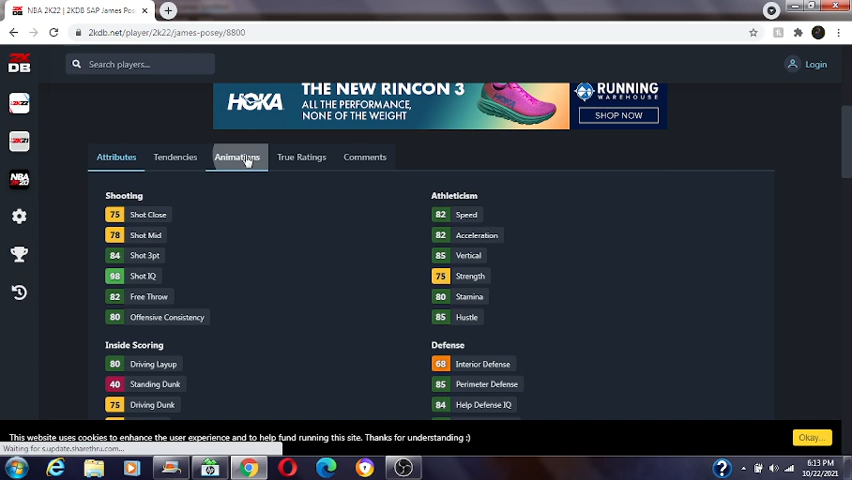 NBA 2K22 | 2KDB SAP James Pos
2kdb.net/player/2k22/james-posey/8800
2K
DB
Search players...
Login
HOKA
THE NEW RINCON 3
ALL THE PERFORMANCE,
NONE OF THE WEIGHT
RUNNING
WAREHOUSE
SHOP NOW
Attributes Tendencies Animations True Ratings Comments
Shooting
75 Shot Close
78 Shot Mid
84 Shot 3pt
98 Shot IQ
82 Free Throw
80 Offensive Consistency
Athleticism
82 Speed
82 Acceleration
85 Vertical
75 Strength
80 Stamina
85 Hustle
Inside Scoring
80 Driving Layup
40 Standing Dunk
75 Driving Dunk
Defense
68 Interior Defense
85 Perimeter Defense
84 Help Defense IQ
This website uses cookies to enhance the user experience and to help fund running this site. Thanks for understanding :)
Okay...
Waiting for s.update.sharethru.com...
6:13 PM
10/22/2021